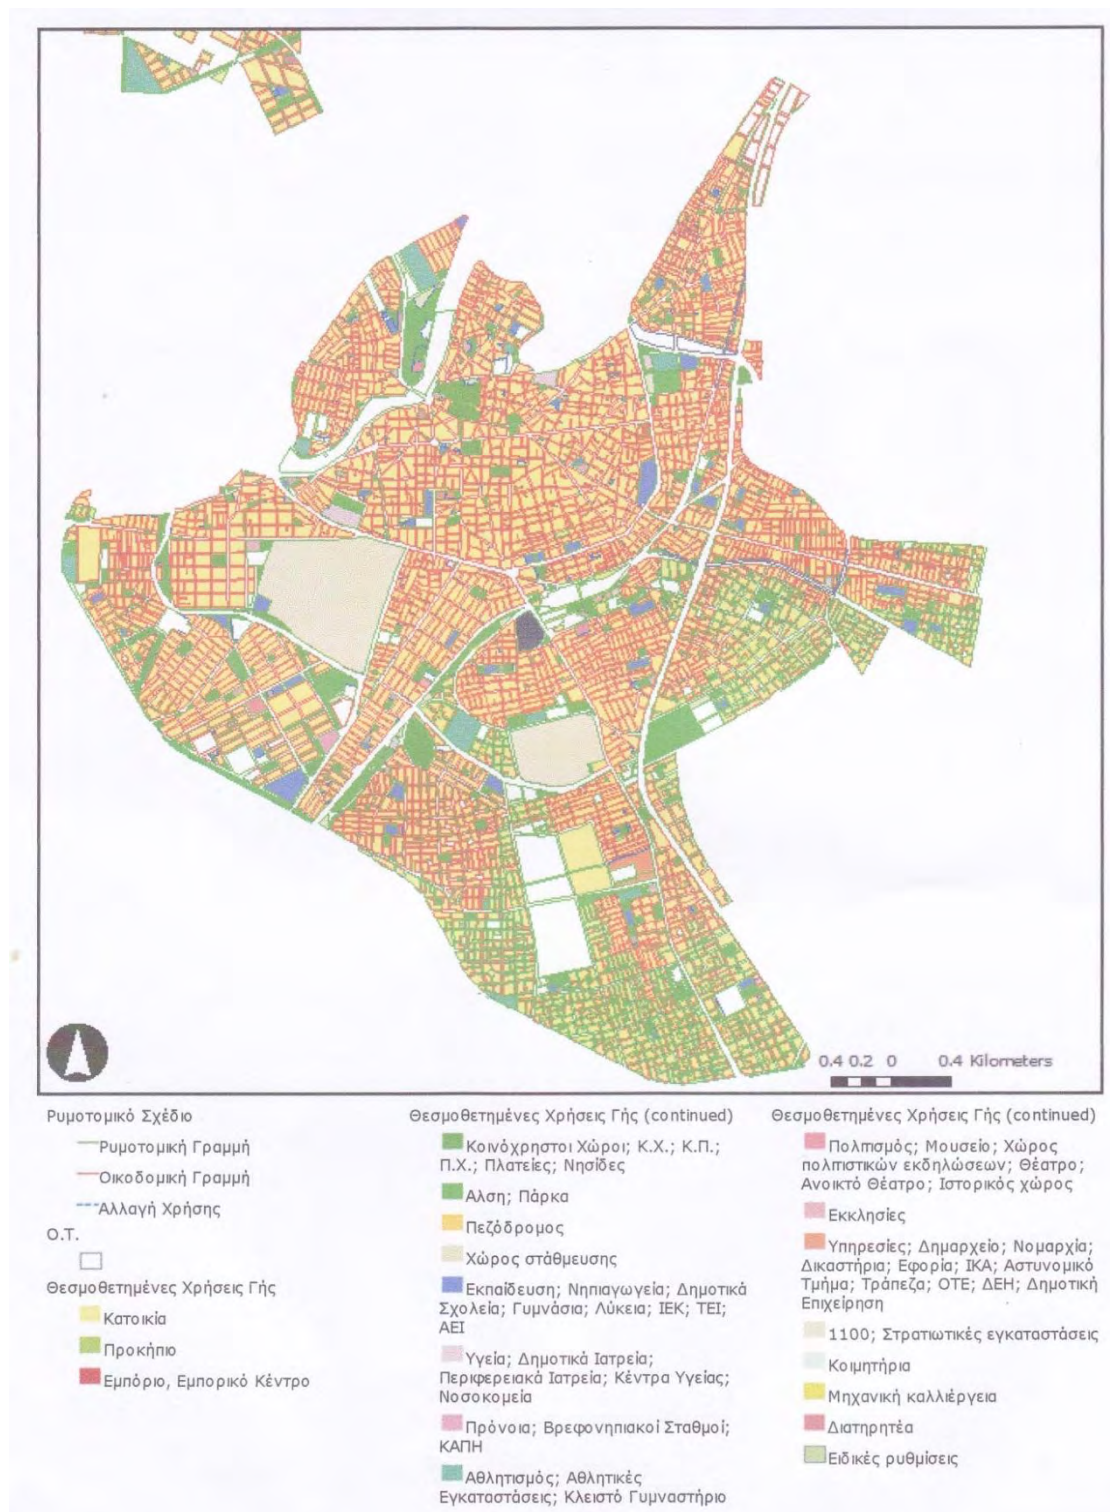 0.4 0.2 0 0.4 Kilometers
Ρυμοτομικό Σχέδιο
Ρυμοτομική Γραμμή
Οικοδομική Γραμμή
Αλλαγή Χρήσης
Ο.Τ.
Θεσμοθετημένες Χρήσεις Γής
Κατοικία
Προκήπιο
Εμπόριο, Εμπορικό Κέντρο
Θεσμοθετημένες Χρήσεις Γής (continued)
Κοινόχρηστοι Χώροι; Κ.Χ.; Κ.Π.;
Π.Χ.; Πλατείες; Νησίδες
Αλση; Πάρκα
Πεζόδρομος
Χώρος στάθμευσης
Εκπαίδευση; Νηπιαγωγεία; Δημοτικά
Σχολεία; Γυμνάσια; Λύκεια; ΙΕΚ; ΤΕΙ;
ΑΕΙ
Υγεία; Δημοτικά Ιατρεία;
Περιφερειακά Ιατρεία; Κέντρα Υγείας;
Νοσοκομεία
Πρόνοια; Βρεφονηπιακοί Σταθμοί;
ΚΑΠΗ
Αθλητισμός; Αθλητικές
Εγκαταστάσεις; Κλειστό Γυμναστήριο
Θεσμοθετημένες Χρήσεις Γής (continued)
Πολιτισμός; Μουσείο; Χώρος
πολιτιστικών εκδηλώσεων; Θέατρο;
Ανοικτό Θέατρο; Ιστορικός χώρος
Εκκλησίες
Υπηρεσίες; Δημαρχείο; Νομαρχία;
Δικαστήρια; Εφορία; ΙΚΑ; Αστυνομικό
Τμήμα; Τράπεζα; ΟΤΕ; ΔΕΗ; Δημοτική
Επιχείρηση
1100; Στρατιωτικές εγκαταστάσεις
Κοιμητήρια
Μηχανική καλλιέργεια
Διατηρητέα
Ειδικές ρυθμίσεις